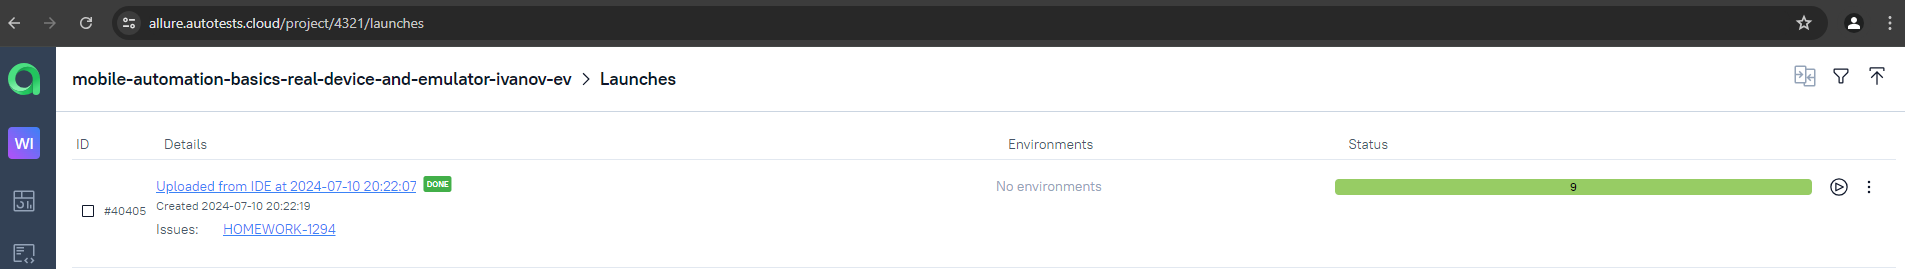 allure.autotests.cloud/project/4321/launches
mobile-automation-basics-real-device-and-emulator-ivanov-ev > Launches
WI
ID Details Environments Status
Uploaded from IDE at 2024-07-10 20:22:07 DONE No environments 9
#40405 Created 2024-07-10 20:22:19
Issues: HOMEWORK-1294